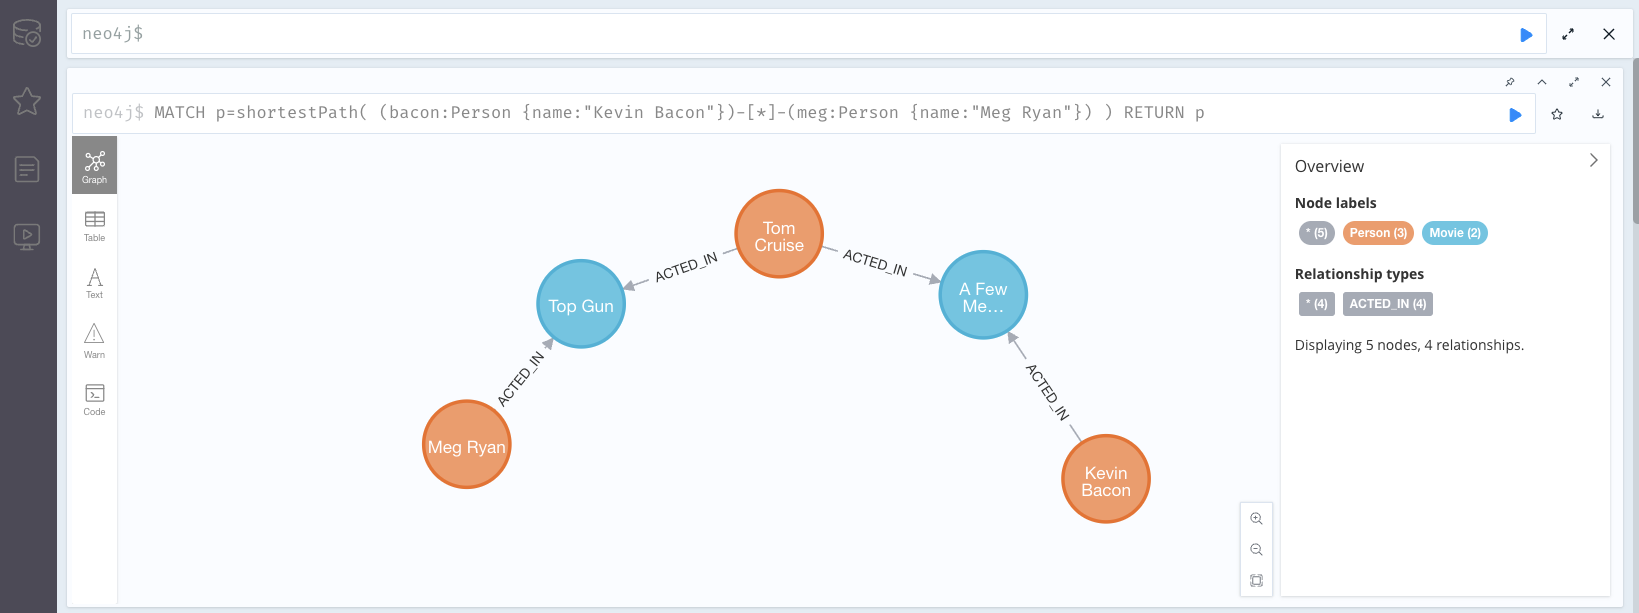 neo4j$
neo4j$ MATCH p=shortestPath( (bacon:Person {name:"Kevin Bacon"})-[*]-(meg:Person {name:"Meg Ryan"}) ) RETURN p
Graph
Table
Text
Warn
Code
Tom
Cruise
ACTED_IN
ACTED_IN
Top Gun
A Few
Me...
ACTED_IN
ACTED_IN
Meg Ryan
Kevin
Bacon
Overview
Node labels
* (5) Person (3) Movie (2)
Relationship types
* (4) ACTED_IN (4)
Displaying 5 nodes, 4 relationships.